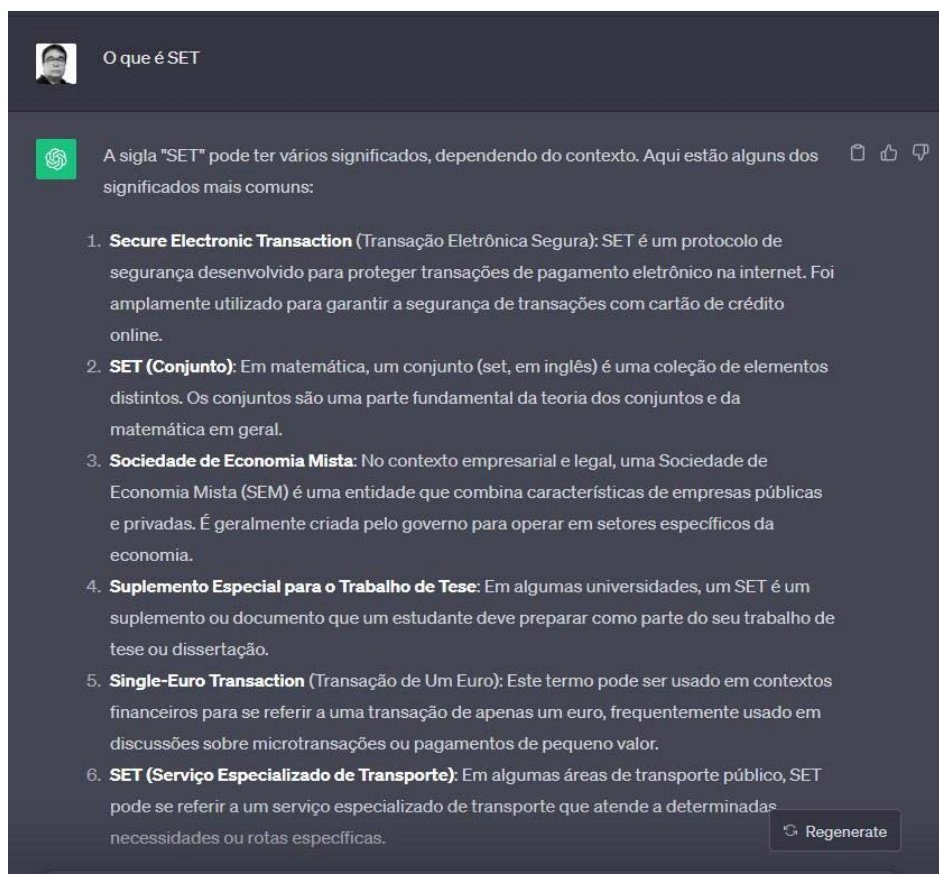 O que é SET
A sigla "SET" pode ter vários significados, dependendo do contexto. Aqui estão alguns dos
significados mais comuns:
1. Secure Electronic Transaction (Transação Eletrônica Segura): SET é um protocolo de
segurança desenvolvido para proteger transações de pagamento eletrônico na internet. Foi
amplamente utilizado para garantir a segurança de transações com cartão de crédito
online.
2. SET (Conjunto): Em matemática, um conjunto (set, em inglês) é uma coleção de elementos
distintos. Os conjuntos são uma parte fundamental da teoria dos conjuntos e da
matemática em geral.
3. Sociedade de Economia Mista: No contexto empresarial e legal, uma Sociedade de
Economia Mista (SEM) é uma entidade que combina características de empresas públicas
e privadas. É geralmente criada pelo governo para operar em setores específicos da
economia.
4. Suplemento Especial para o Trabalho de Tese: Em algumas universidades, um SET é um
suplemento ou documento que um estudante deve preparar como parte do seu trabalho de
tese ou dissertação.
5. Single-Euro Transaction (Transação de Um Euro): Este termo pode ser usado em contextos
financeiros para se referir a uma transação de apenas um euro, frequentemente usado em
discussões sobre microtransações ou pagamentos de pequeno valor.
6. SET (Serviço Especializado de Transporte): Em algumas áreas de transporte público, SET
pode se referir a um serviço especializado de transporte que atende a determinadas
necessidades ou rotas específicas.
Regenerate